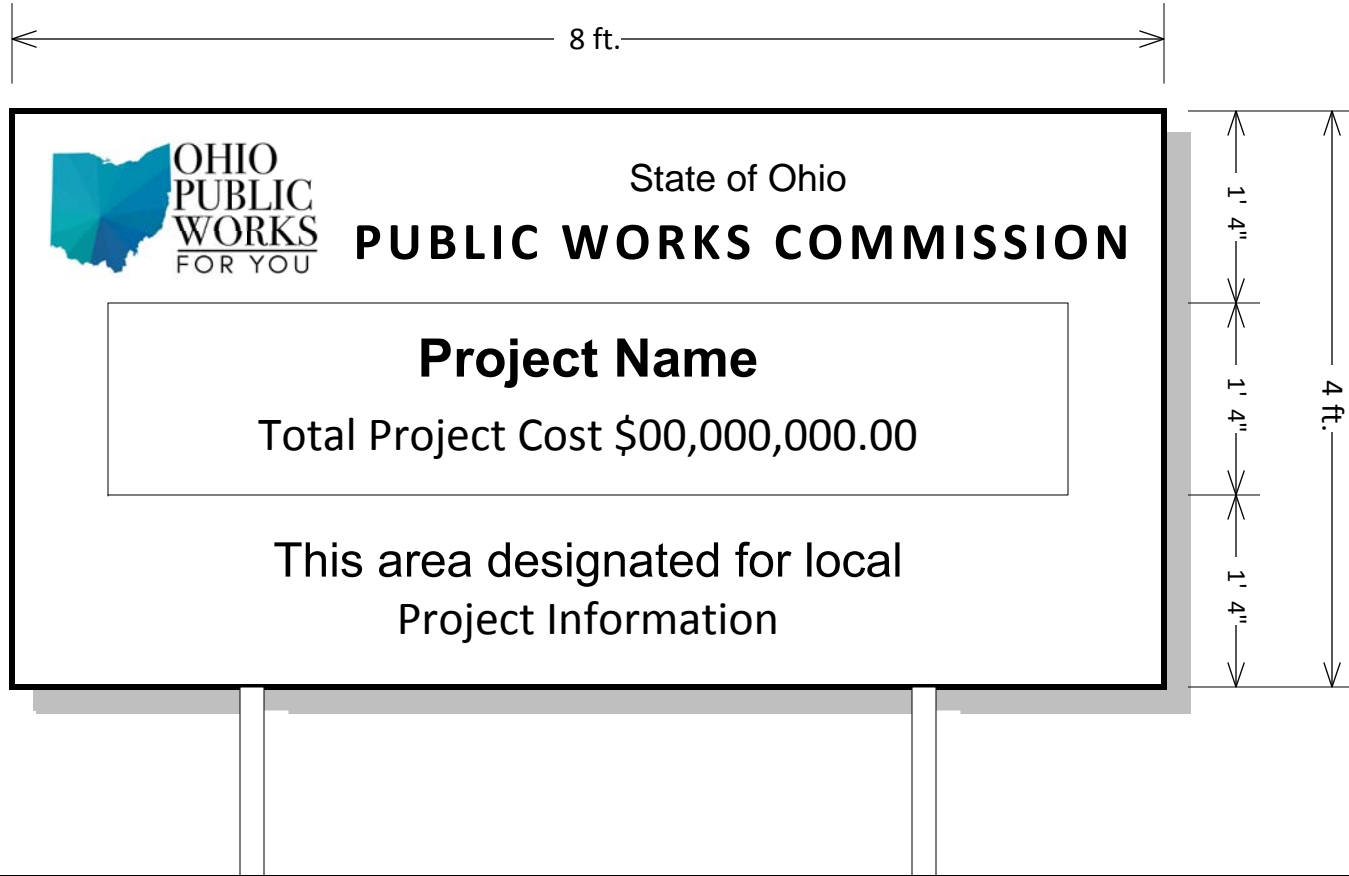 8 ft.
OHIO
PUBLIC
WORKS
FOR YOU
State of Ohio
PUBLIC WORKS COMMISSION
1' 4"
Project Name
Total Project Cost $00,000,000.00
1' 4"
4 ft.
This area designated for local
Project Information
1' 4"